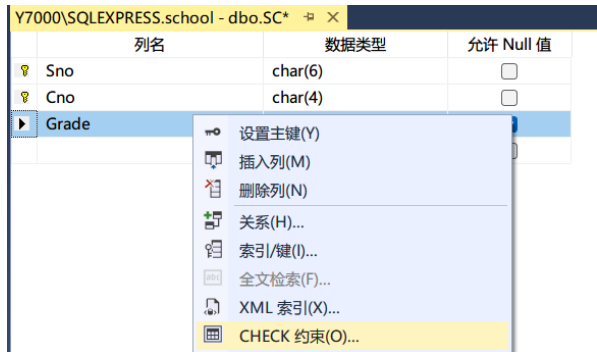 Y7000\SQLEXPRESS.school - dbo.SC*
列名 数据类型 允许 Null 值
Sno char(6)
Cno char(4)
Grade
设置主键(Y)
插入列(M)
删除列(N)
关系(H)...
索引/键(I)...
全文检索(F)...
XML 索引(X)...
CHECK 约束(O)...